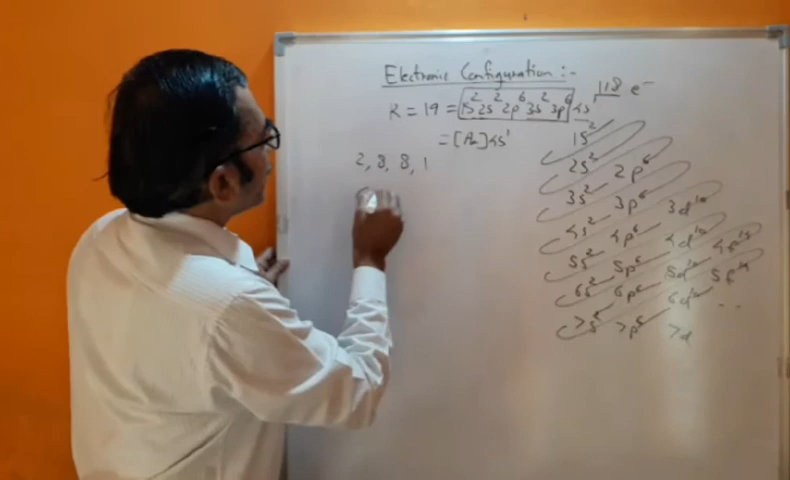 Electronic Configuration :-
118 e⁻
K = 19 = 1s² 2s² 2p⁶ 3s² 3p⁶ 4s¹
= [Ar] 4s¹
2, 8, 8, 1
1s²
2s² 2p⁶
3s² 3p⁶ 3d¹⁰
4s² 4p⁶ 4d¹⁰ 4f¹⁴
5s² 5p⁶ 5d¹⁰ 5f¹⁴
6s² 6p⁶ 6d¹⁰ ..
7s² 7p⁶ 7d